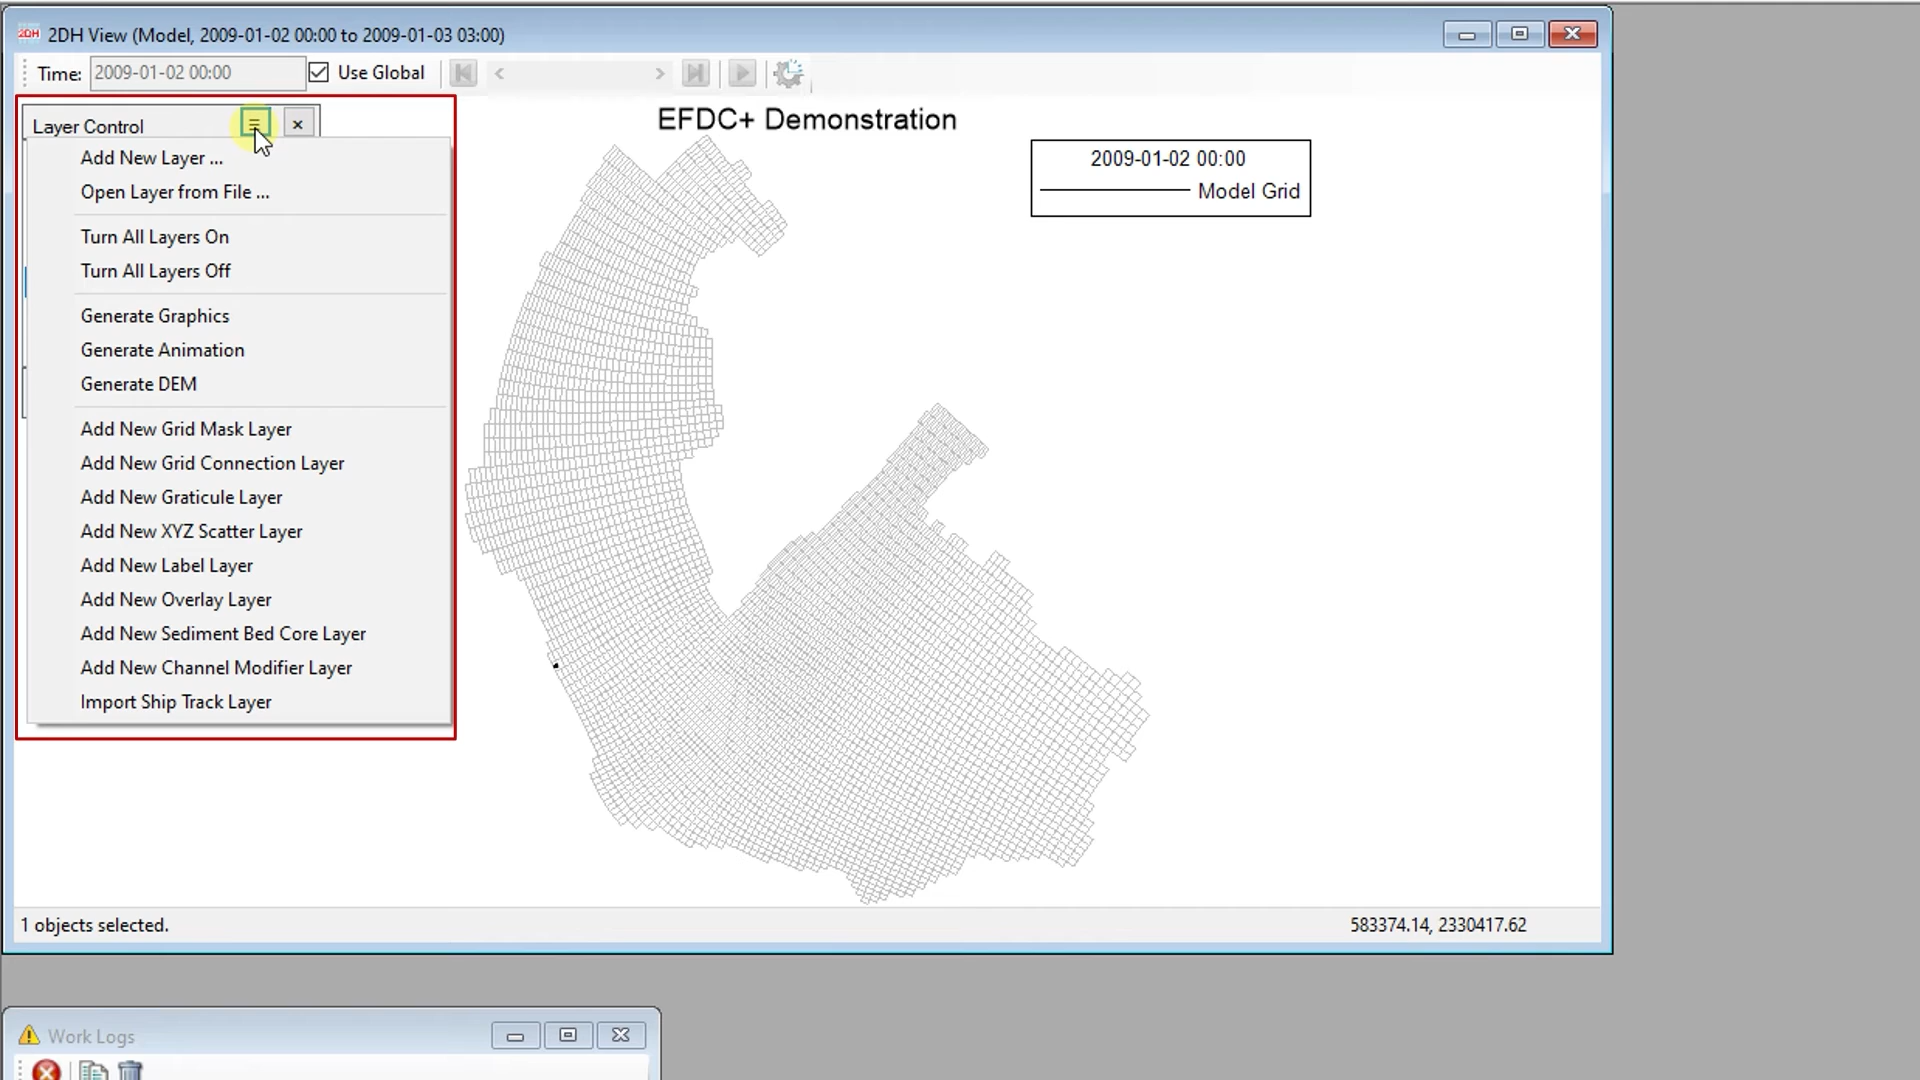 2DH 2DH View (Model, 2009-01-02 00:00 to 2009-01-03 03:00)
Time: 2009-01-02 00:00 Use Global
Layer Control
Add New Layer ...
Open Layer from File ...
Turn All Layers On
Turn All Layers Off
Generate Graphics
Generate Animation
Generate DEM
Add New Grid Mask Layer
Add New Grid Connection Layer
Add New Graticule Layer
Add New XYZ Scatter Layer
Add New Label Layer
Add New Overlay Layer
Add New Sediment Bed Core Layer
Add New Channel Modifier Layer
Import Ship Track Layer
EFDC+ Demonstration
2009-01-02 00:00
Model Grid
1 objects selected.
583374.14, 2330417.62
Work Logs